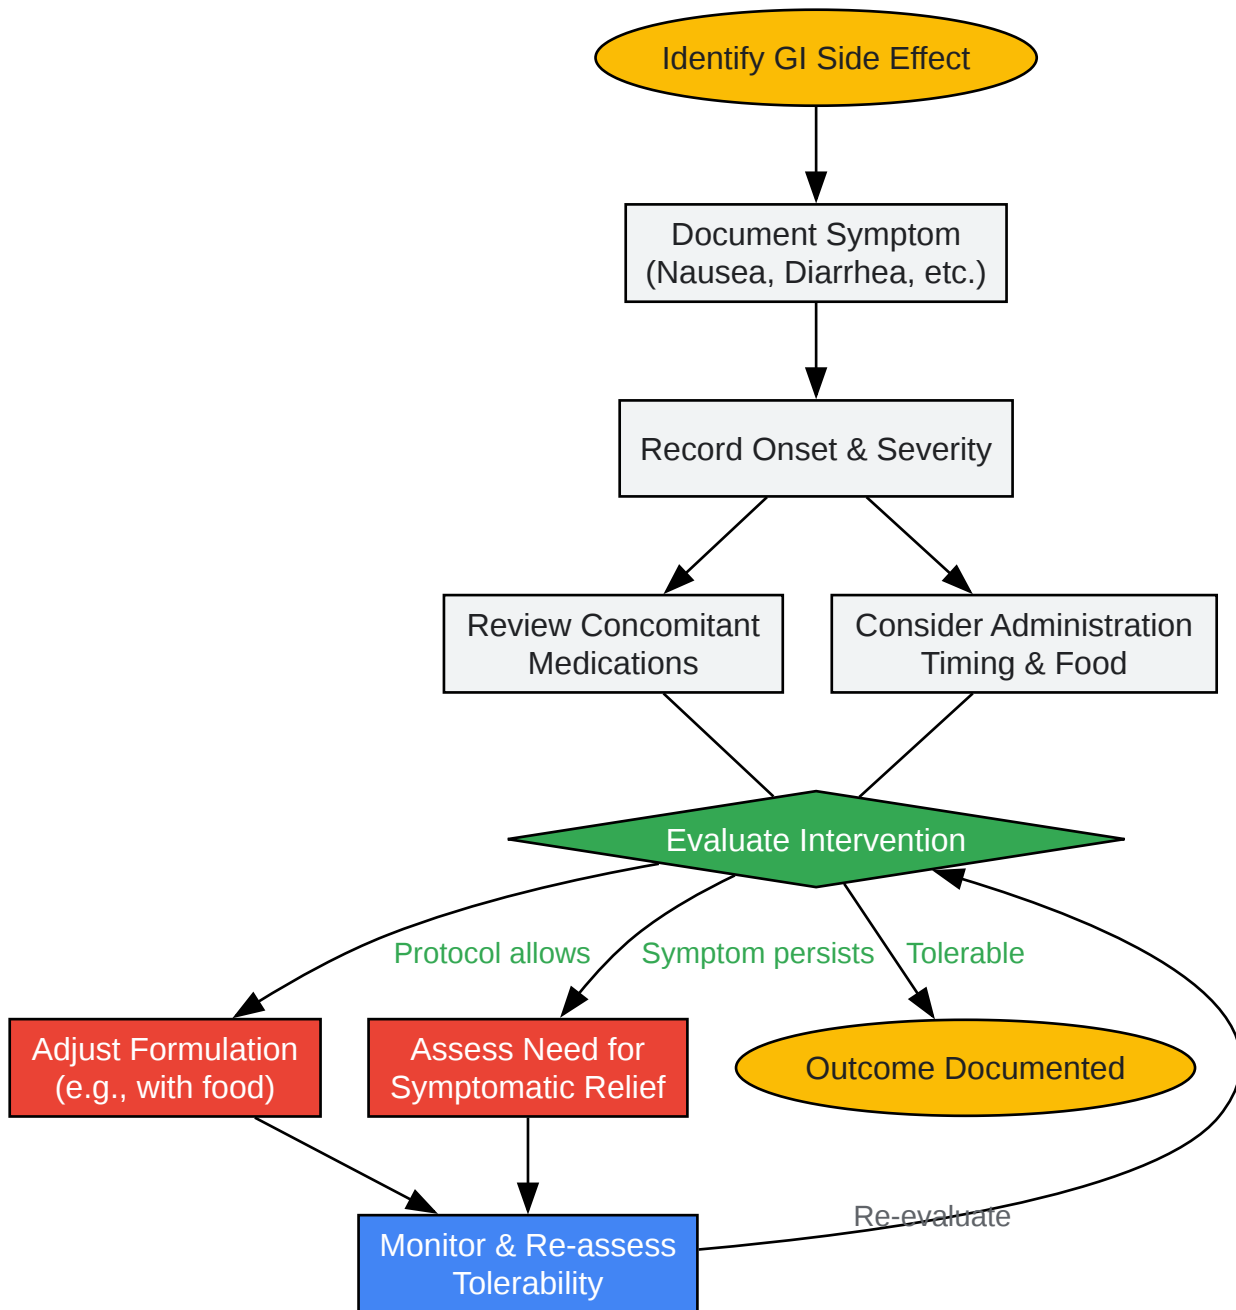 Identify GI Side Effect
Document Symptom
(Nausea, Diarrhea, etc.)
Record Onset & Severity
Review Concomitant
Medications
Consider Administration
Timing & Food
Evaluate Intervention
Protocol allows
Symptom persists
Tolerable
Adjust Formulation
(e.g., with food)
Assess Need for
Symptomatic Relief
Outcome Documented
Re-evaluate
Monitor & Re-assess
Tolerability